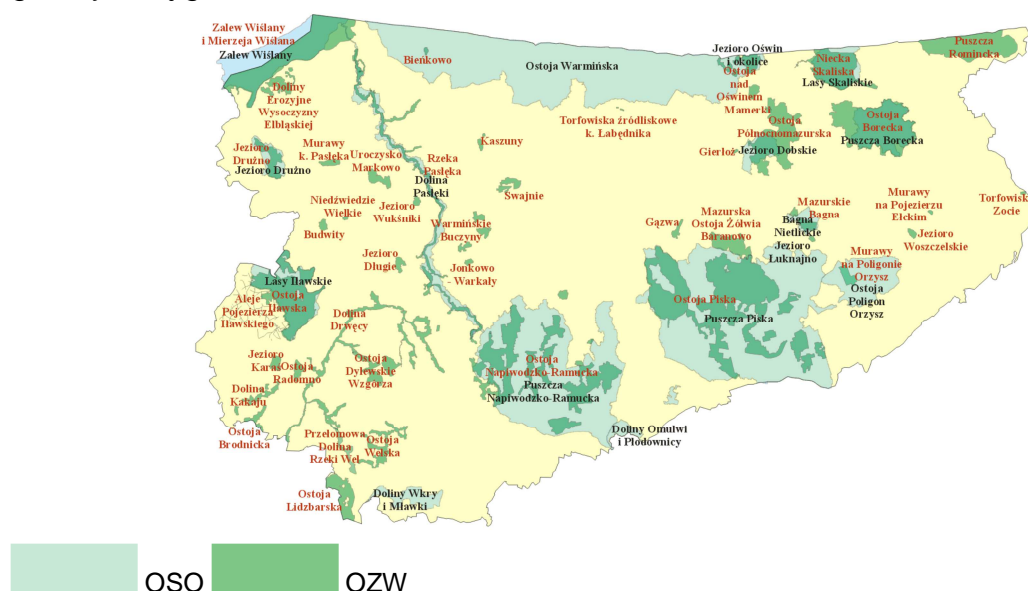 Zalew Wiślany
i Mierzeja Wiślana
Zalew Wiślany
Bieńkowo
Ostoja Warmińska
Jezioro Oświn
i okolice
Ostoja
nad
Oświnem
Mamerki
Niecka
Skaliska
Lasy Skaliskie
Puszcza
Romincka
Doliny
Erozyjne
Wysoczyzny
Elbląskiej
Torfowiska źródliskowe
k. Łabędnika
Ostoja
Północnomazurska
Gierłoż
Jezioro Dobskie
Ostoja
Borecka
Puszcza Borecka
Jezioro
Drużno
Jezioro Drużno
Murawy
k. Pasłęka
Uroczysko
Markowo
Rzeka
Pasłęka
Kaszuny
Dolina
Pasłęki
Swajnie
Niedźwiedzie
Wielkie
Jezioro
Wukśniki
Budwity
Warmińskie
Buczyny
Gązwa
Mazurska
Ostoja Żółwia
Baranowo
Mazurskie
Bagna
Bagna
Nietlickie
Jezioro
Luknajno
Murawy
na Pojezierzu
Ełckim
Torfowisko
Zocie
Jezioro
Woszczelskie
Jezioro
Długie
Jonkowo
- Warkały
Murawy
na Poligonie
Orzysz
Ostoja
Poligon
Orzysz
Lasy Iławskie
Ostoja
Iławska
Aleje
Pojezierza
Iławskiego
Dolina
Drwęcy
Ostoja Piska
Puszcza Piska
Jezioro
Karaś
Ostoja
Radomno
Ostoja
Dylewskie
Wzgórza
Ostoja
Napiwodzko-Ramucka
Puszcza
Napiwodzko-Ramucka
Dolina
Kakaju
Ostoja
Brodnicka
Przełomowa
Dolina
Rzeki Wel
Ostoja
Welska
Doliny Omulwi
i Płodownicy
Ostoja
Lidzbarska
Doliny Wkry
i Mławki
OSO
OZW